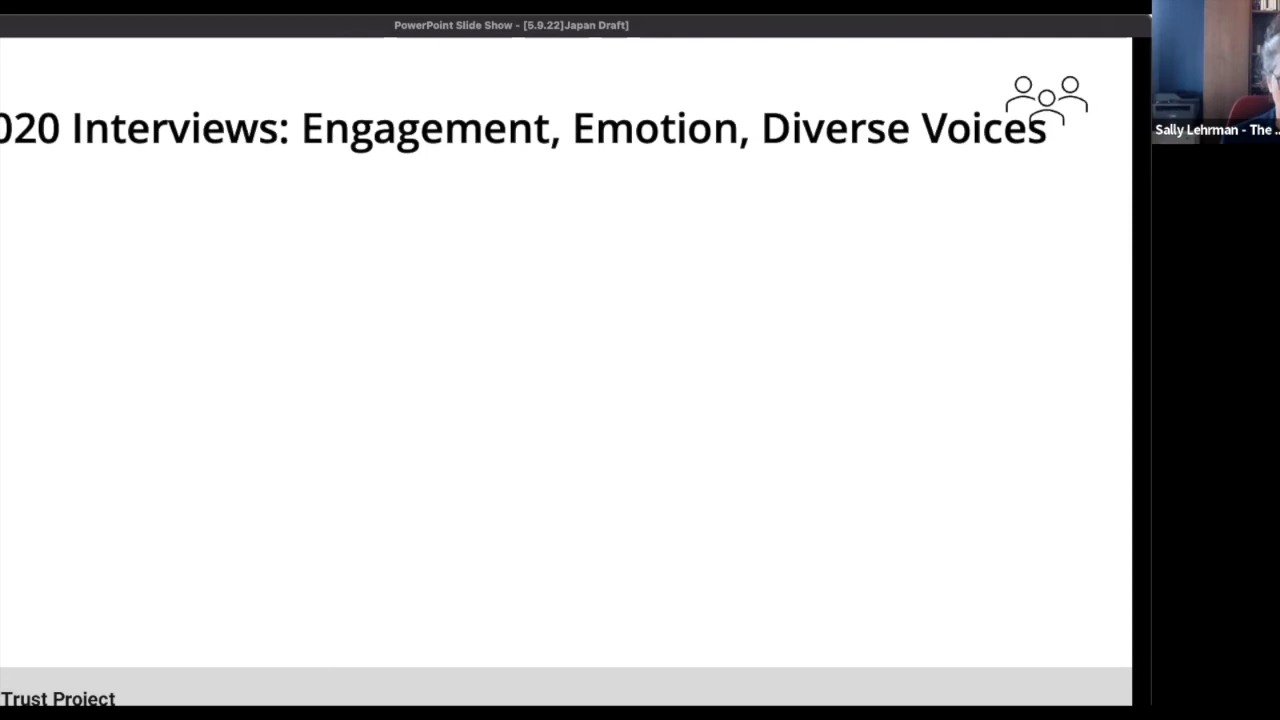 PowerPoint Slide Show - [5.9.22]Japan Draft]
020 Interviews: Engagement, Emotion, Diverse Voices
Sally Lehrman - The ...
Trust Project